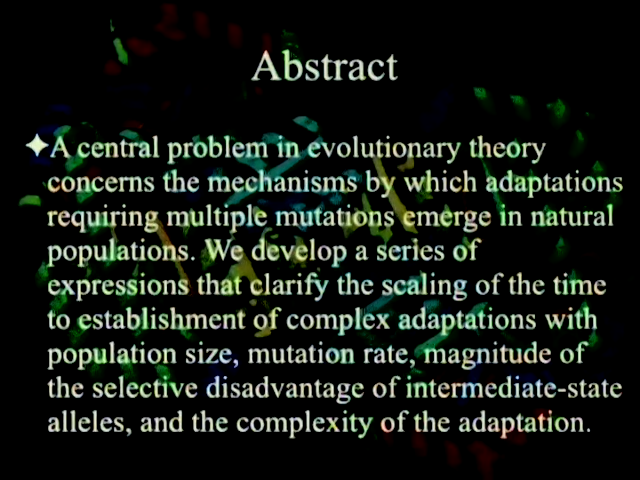 Abstract
✦A central problem in evolutionary theory
concerns the mechanisms by which adaptations
requiring multiple mutations emerge in natural
populations. We develop a series of
expressions that clarify the scaling of the time
to establishment of complex adaptations with
population size, mutation rate, magnitude of
the selective disadvantage of intermediate-state
alleles, and the complexity of the adaptation.